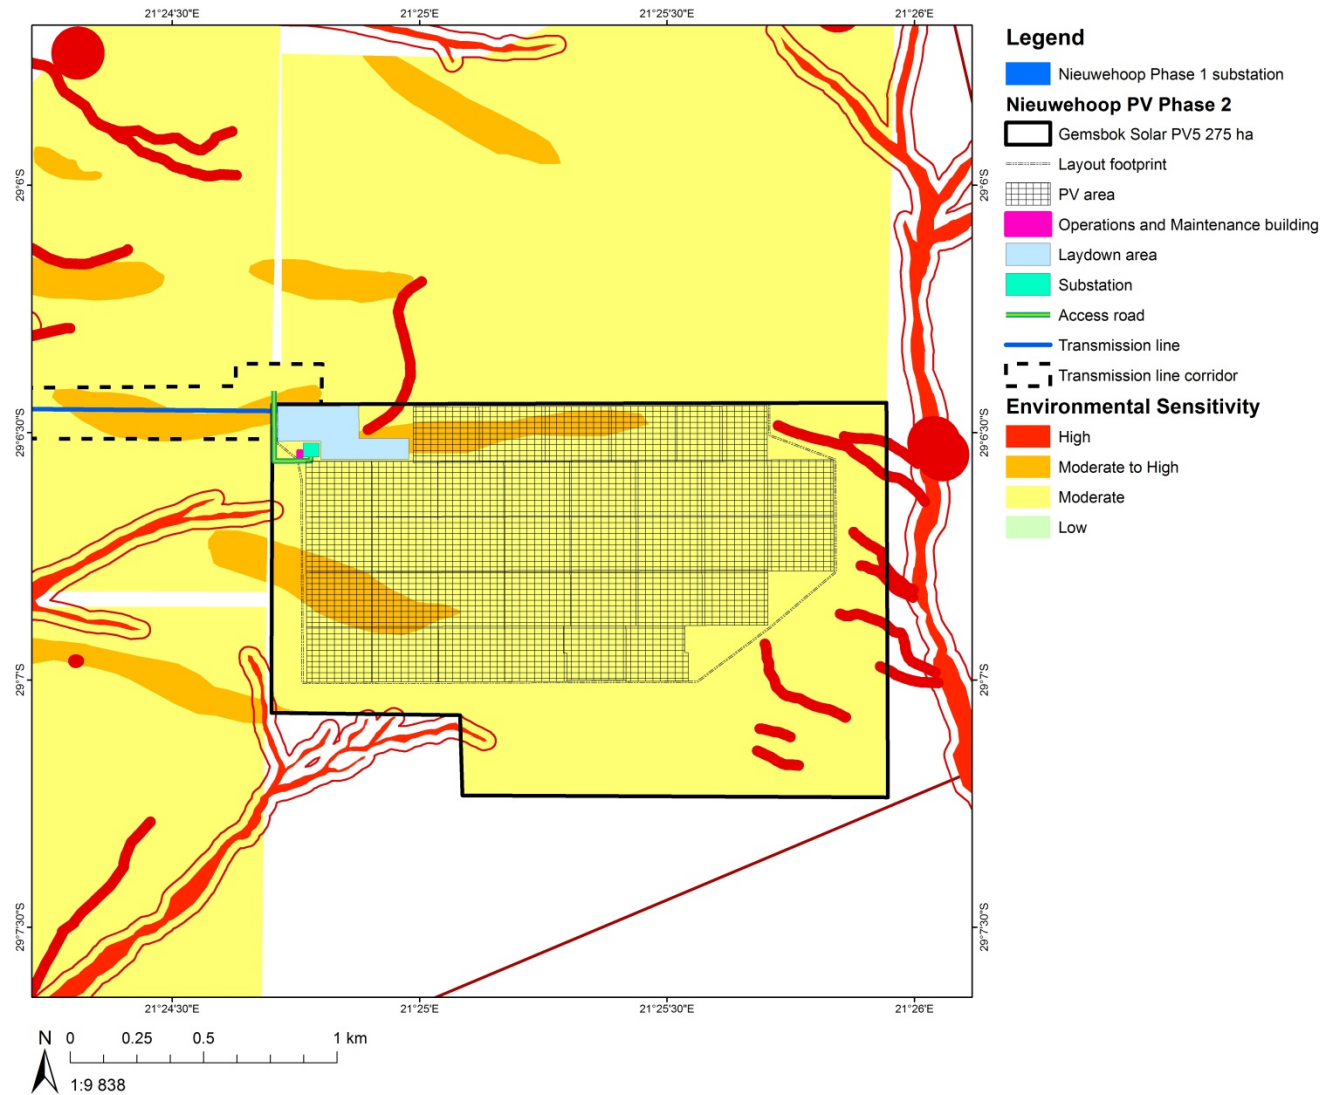 21°24'30"E 21°25'E 21°25'30"E 21°26'E
29°6'S 29°6'S
29°6'30"S 29°6'30"S
29°7'S 29°7'S
29°7'30"S 29°7'30"S
21°24'30"E 21°25'E 21°25'30"E 21°26'E
N 0 0.25 0.5 1 km
1:9 838
Legend
Nieuwehoop Phase 1 substation
Nieuwehoop PV Phase 2
Gemsbok Solar PV5 275 ha
Layout footprint
PV area
Operations and Maintenance building
Laydown area
Substation
Access road
Transmission line
Transmission line corridor
Environmental Sensitivity
High
Moderate to High
Moderate
Low